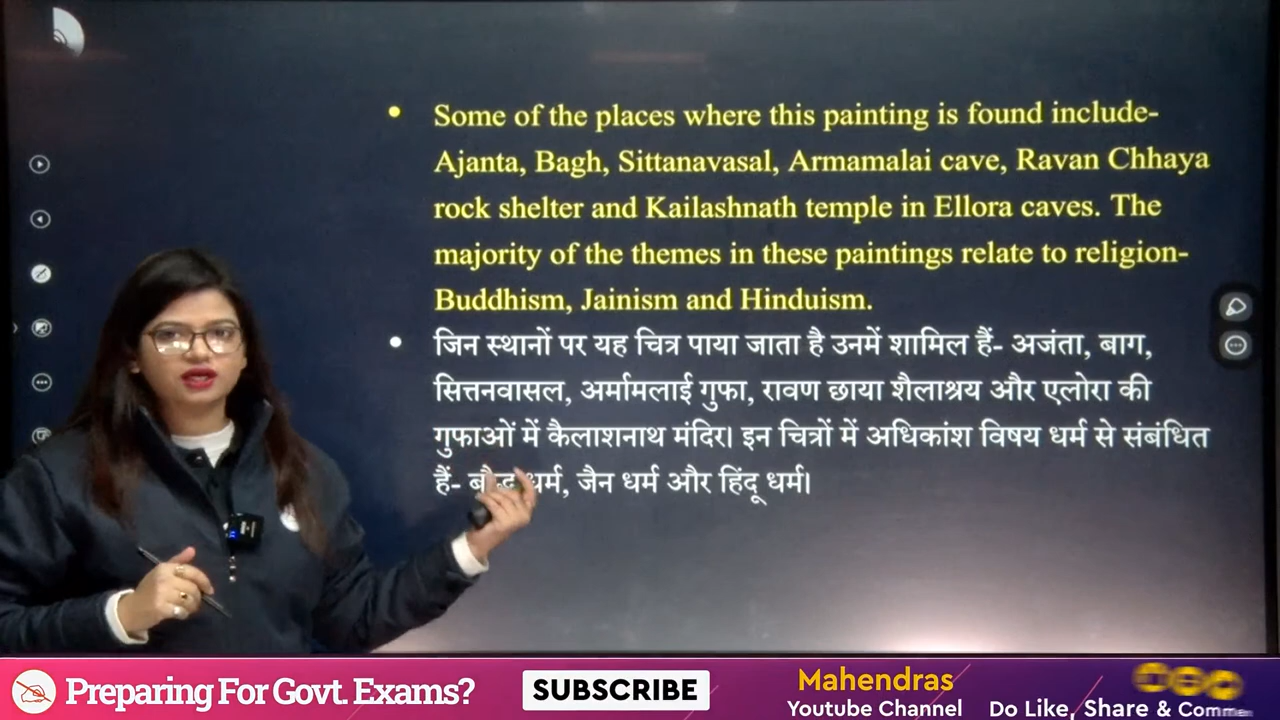 Some of the places where this painting is found include-
Ajanta, Bagh, Sittanavasal, Armamalai cave, Ravan Chhaya
rock shelter and Kailashnath temple in Ellora caves. The
majority of the themes in these paintings relate to religion-
Buddhism, Jainism and Hinduism.
जिन स्थानों पर यह चित्र पाया जाता है उनमें शामिल हैं- अजंता, बाग,
सित्तनवासल, अर्मामलाई गुफा, रावण छाया शैलाश्रय और एलोरा की
गुफाओं में कैलाशनाथ मंदिर। इन चित्रों में अधिकांश विषय धर्म से संबंधित
हैं- बौद्ध धर्म, जैन धर्म और हिंदू धर्म।
Preparing For Govt. Exams?
SUBSCRIBE
Mahendras
Youtube Channel
Do Like, Share & Comme